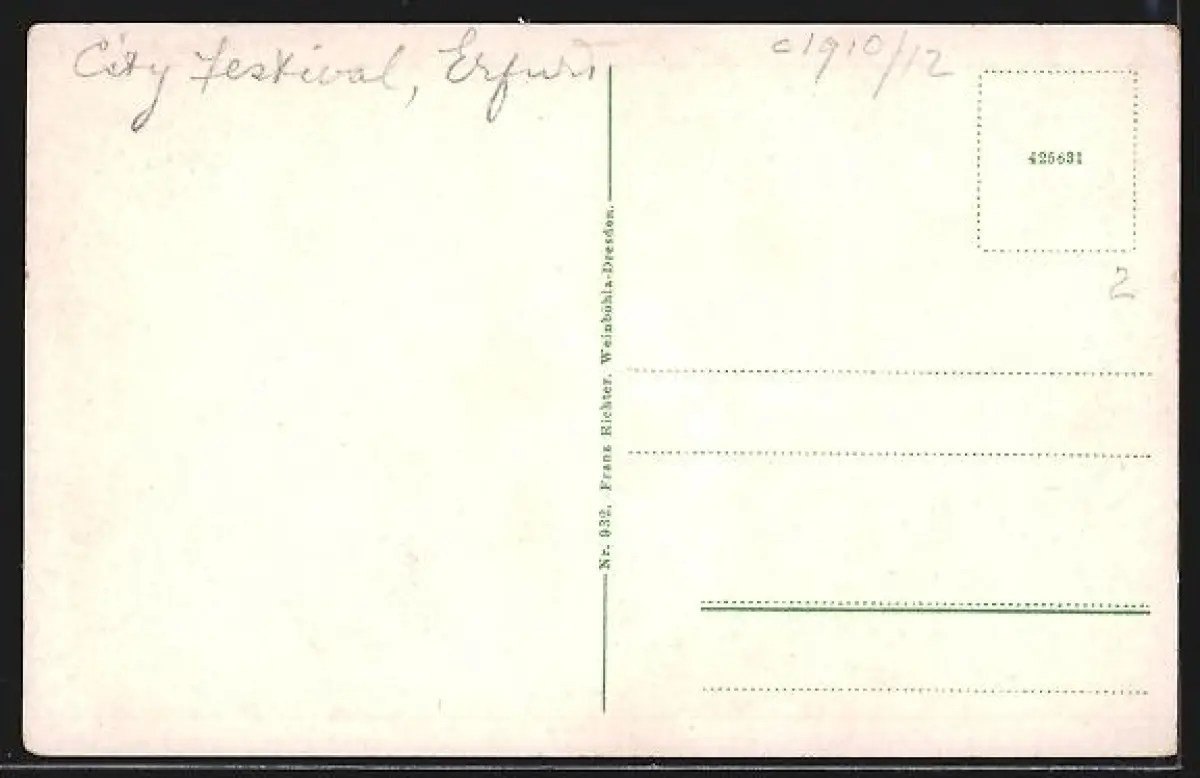 City Festival, Erfurt
c1910/12
425631
2
Nr. 932, Franz Richter, Weinböhla-Dresden.